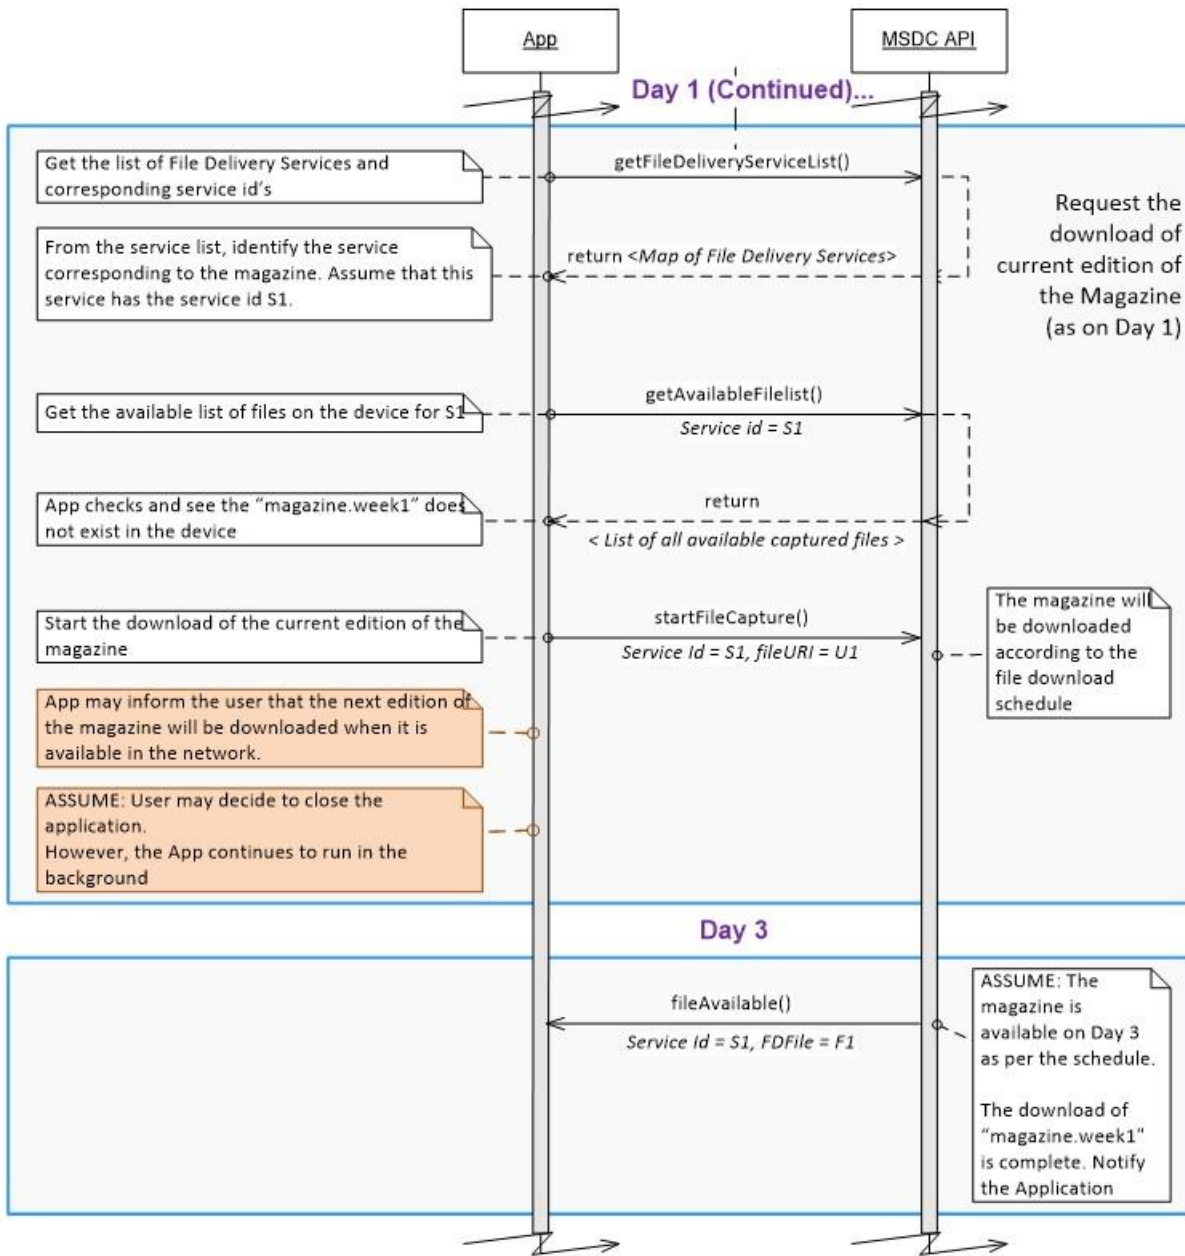 App
MSDC API
Day 1 (Continued)...
Get the list of File Delivery Services and
corresponding service id's
getFileDeliveryServiceList()
Request the
download of
current edition of
the Magazine
(as on Day 1)
From the service list, identify the service
corresponding to the magazine. Assume that this
service has the service id S1.
return <Map of File Delivery Services>
Get the available list of files on the device for S1
getAvailableFilelist()
Service id = S1
App checks and see the “magazine.week1” does
not exist in the device
return
< List of all available captured files >
Start the download of the current edition of the
magazine
startFileCapture()
Service Id = S1, fileURI = U1
The magazine will
be downloaded
according to the
file download
schedule
App may inform the user that the next edition of
the magazine will be downloaded when it is
available in the network.
ASSUME: User may decide to close the
application.
However, the App continues to run in the
background
Day 3
fileAvailable()
Service Id = S1, FDFile = F1
ASSUME: The
magazine is
available on Day 3
as per the schedule.
The download of
“magazine.week1"
is complete. Notify
the Application